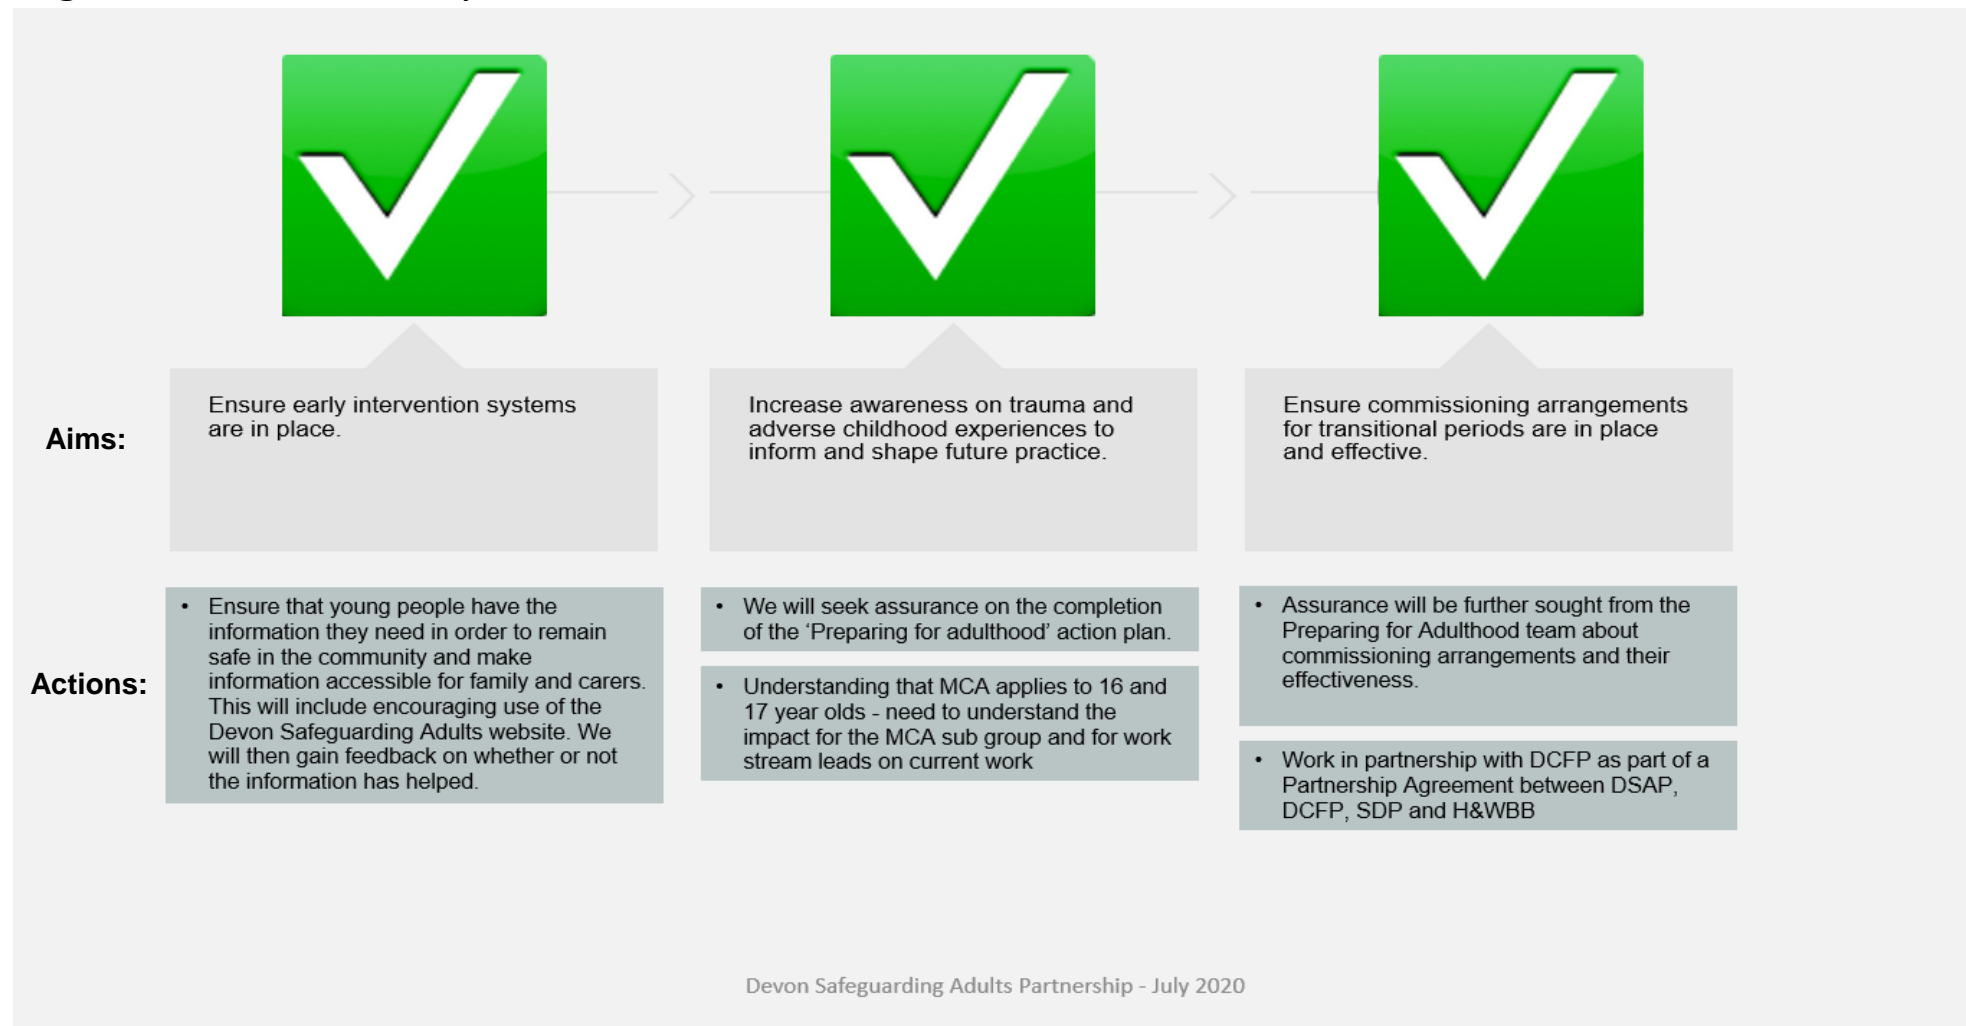 Aims:
Ensure early intervention systems
are in place.
Increase awareness on trauma and
adverse childhood experiences to
inform and shape future practice.
Ensure commissioning arrangements
for transitional periods are in place
and effective.
Actions:
• Ensure that young people have the
information they need in order to remain
safe in the community and make
information accessible for family and carers.
This will include encouraging use of the
Devon Safeguarding Adults website. We
will then gain feedback on whether or not
the information has helped.
• We will seek assurance on the completion
of the ‘Preparing for adulthood’ action plan.
• Understanding that MCA applies to 16 and
17 year olds - need to understand the
impact for the MCA sub group and for work
stream leads on current work
• Assurance will be further sought from the
Preparing for Adulthood team about
commissioning arrangements and their
effectiveness.
• Work in partnership with DCFP as part of a
Partnership Agreement between DSAP,
DCFP, SDP and H&WBB
Devon Safeguarding Adults Partnership - July 2020